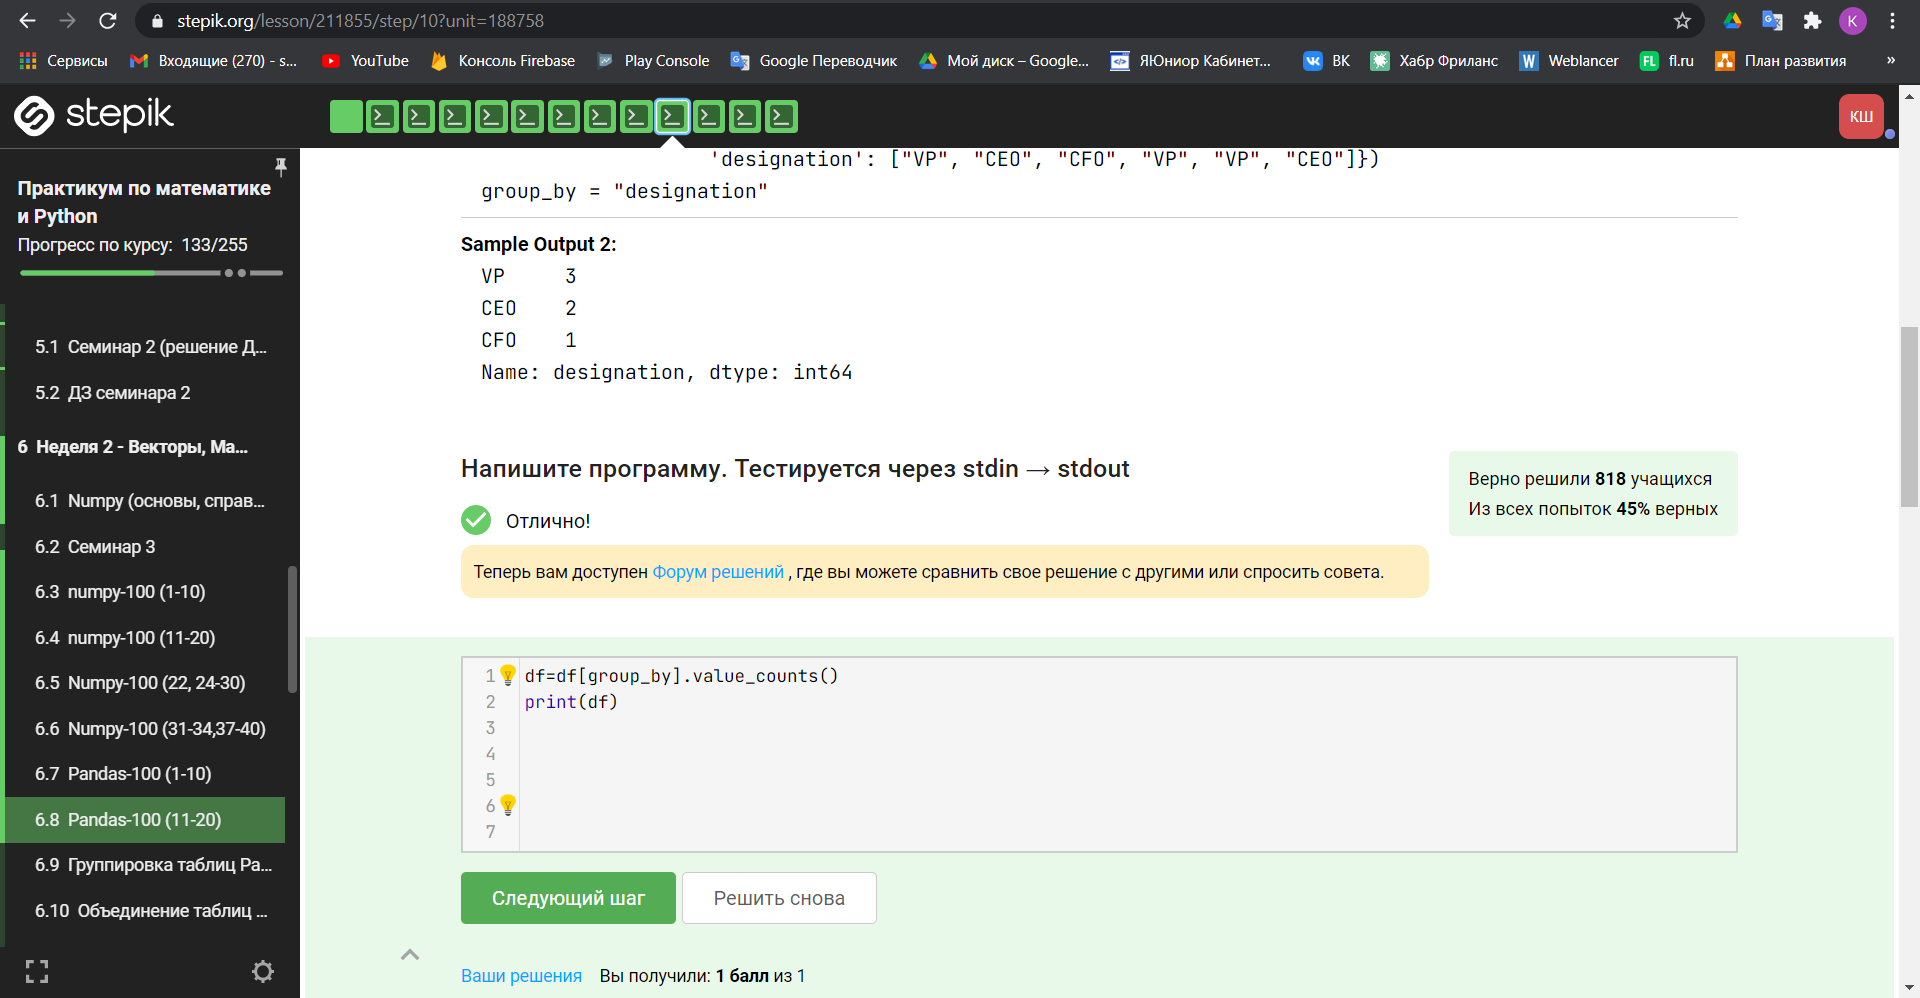 stepik.org/lesson/211855/step/10?unit=188758
K
Сервисы
Входящие (270) - s...
YouTube
Консоль Firebase
Play Console
Google Переводчик
Мой диск – Google...
ЯЮниор Кабинет...
ВК
Хабр Фриланс
W Weblancer
FL fl.ru
План развития
»
stepik
КШ
Практикум по математике
и Python
Прогресс по курсу: 133/255
5.1 Семинар 2 (решение Д...
5.2 ДЗ семинара 2
6 Неделя 2 - Векторы, Ма...
6.1 Numpy (основы, справ...
6.2 Семинар 3
6.3 numpy-100 (1-10)
6.4 numpy-100 (11-20)
6.5 Numpy-100 (22, 24-30)
6.6 Numpy-100 (31-34,37-40)
6.7 Pandas-100 (1-10)
6.8 Pandas-100 (11-20)
6.9 Группировка таблиц Pa...
6.10 Объединение таблиц ...
'designation': ["VP", "CEO", "CFO", "VP", "VP", "CEO"]})
group_by = "designation"
Sample Output 2:
VP 3
CEO 2
CFO 1
Name: designation, dtype: int64
Напишите программу. Тестируется через stdin → stdout
Верно решили 818 учащихся
Из всех попыток 45% верных
Отлично!
Теперь вам доступен Форум решений , где вы можете сравнить свое решение с другими или спросить совета.
1 df=df[group_by].value_counts()
2 print(df)
3
4
5
6
7
Следующий шаг
Решить снова
Ваши решения Вы получили: 1 балл из 1